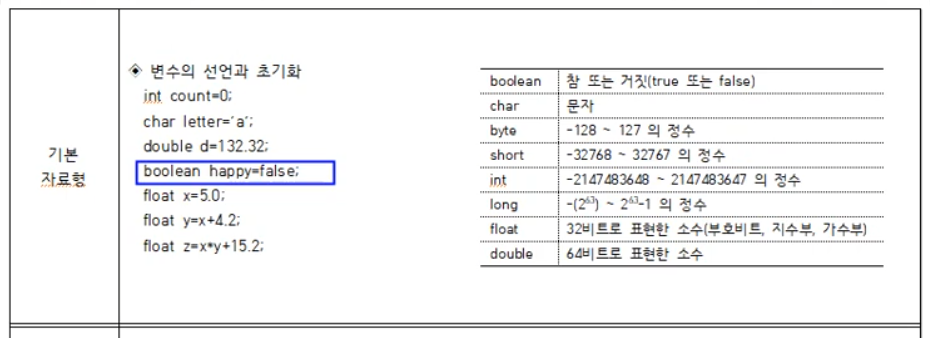 기본
자료형
◈ 변수의 선언과 초기화
int count=0;
char letter='a';
double d=132.32;
boolean happy=false;
float x=5.0;
float y=x+4.2;
float z=x*y+15.2;
boolean 참 또는 거짓(true 또는 false)
char 문자
byte -128 ~ 127 의 정수
short -32768 ~ 32767 의 정수
int -2147483648 ~ 2147483647 의 정수
long -(2⁶³) ~ 2⁶³-1 의 정수
float 32비트로 표현한 소수(부호비트, 지수부, 가수부)
double 64비트로 표현한 소수